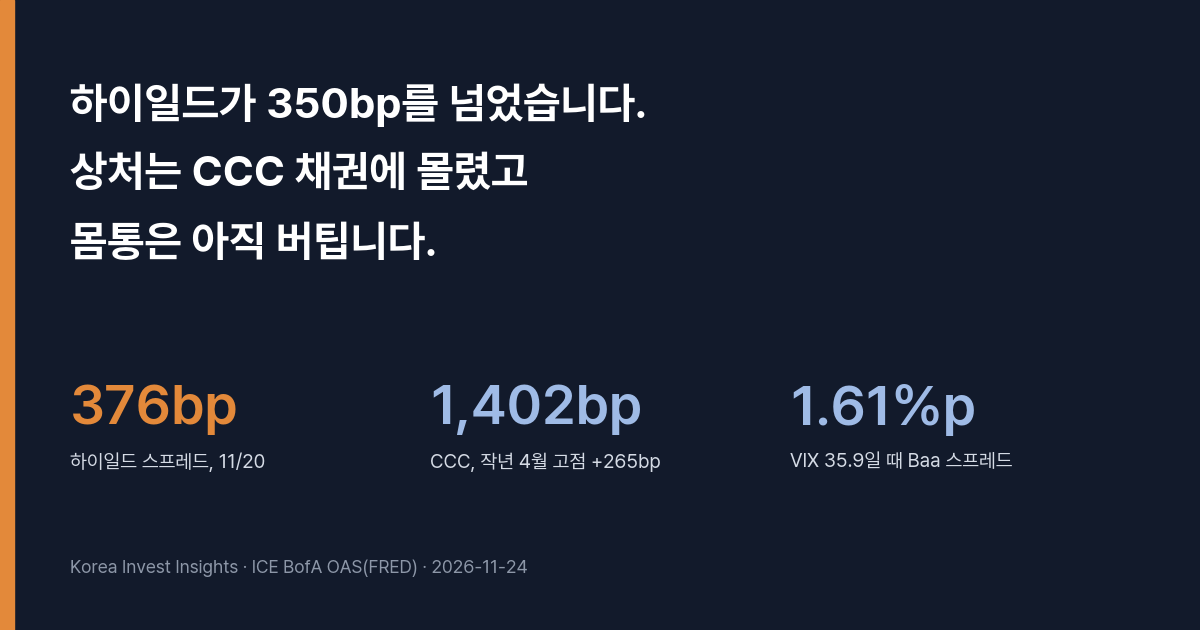 하이일드가 350bp를 넘었습니다.
상처는 CCC 채권에 몰렸고
몸통은 아직 버팁니다.
376bp
하이일드 스프레드, 11/20
1,402bp
CCC, 작년 4월 고점 +265bp
1.61%p
VIX 35.9일 때 Baa 스프레드
Korea Invest Insights · ICE BofA OAS(FRED) · 2026-11-24